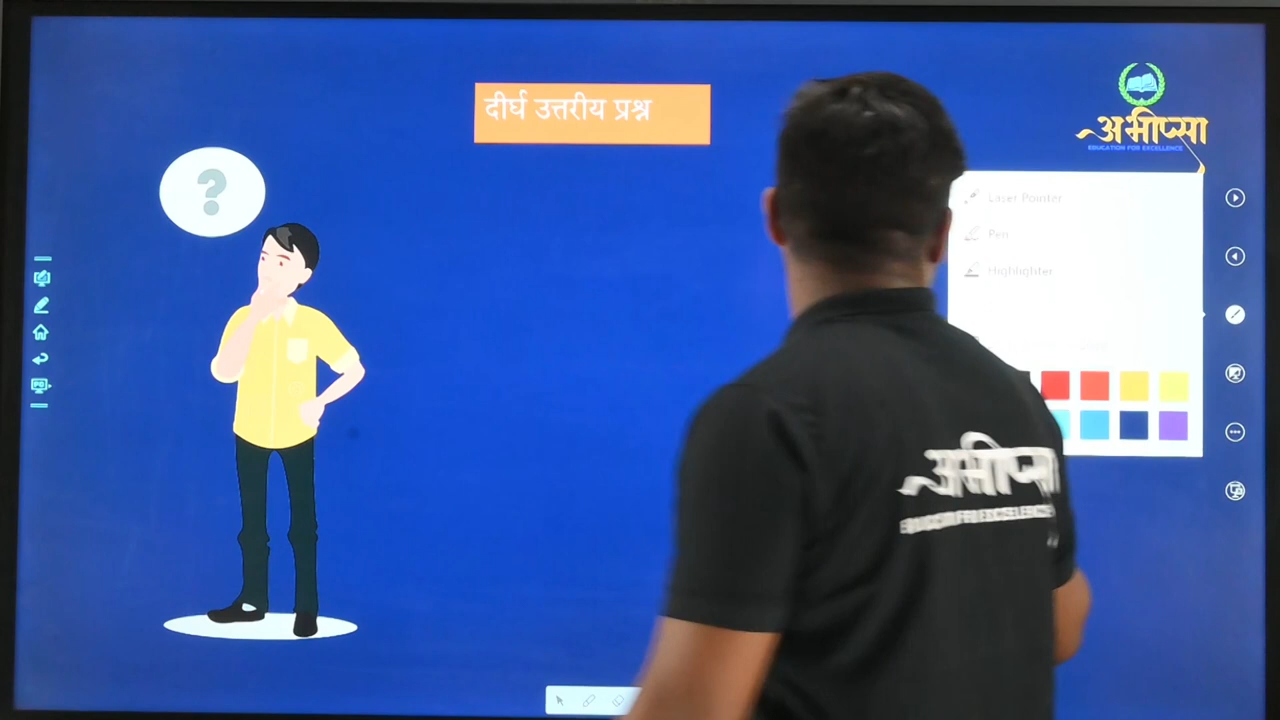 दीर्घ उत्तरीय प्रश्न
?
अभीप्सा
EDUCATION FOR EXCELLENCE
Laser Pointer
Pen
Highlighter
अभीप्सा